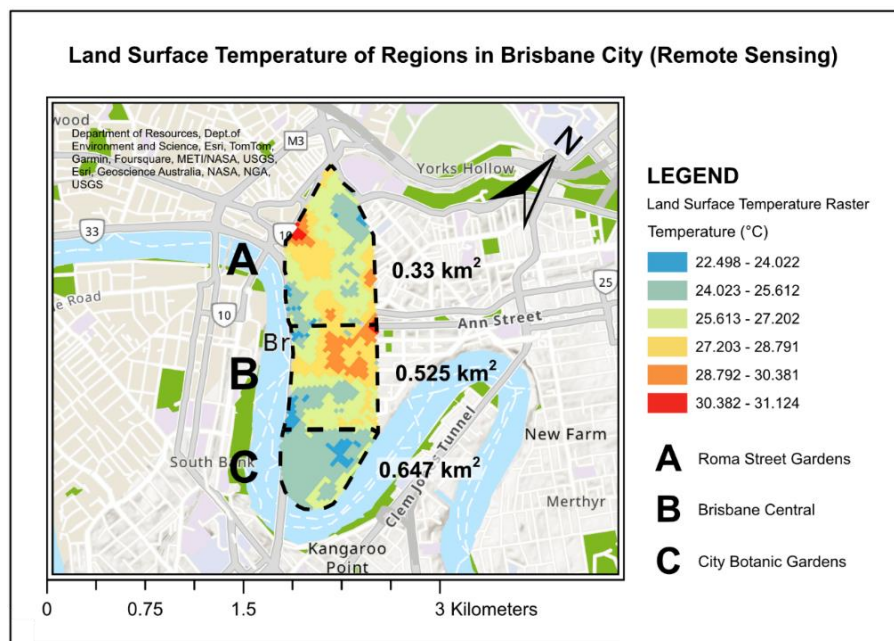 Land Surface Temperature of Regions in Brisbane City (Remote Sensing)
wood
Department of Resources, Dept.of
Environment and Science, Esri, TomTom,
Garmin, Foursquare, METI/NASA, USGS,
Esri, Geoscience Australia, NASA, NGA,
USGS
M3
Yorks Hollow
N
33
10
A
0.33 km²
Road
10
25
Ann Street
Br
B
0.525 km²
South Bank
C
0.647 km²
Clem Jones Tunnel
New Farm
Merthyr
Kangaroo
Point
0
0.75
1.5
3 Kilometers
LEGEND
Land Surface Temperature Raster
Temperature (°C)
22.498 - 24.022
24.023 - 25.612
25.613 - 27.202
27.203 - 28.791
28.792 - 30.381
30.382 - 31.124
A Roma Street Gardens
B Brisbane Central
C City Botanic Gardens